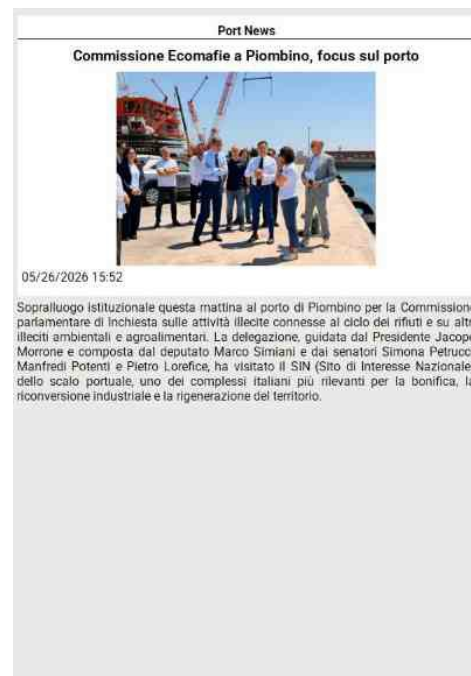 Port News
Commissione Ecomafie a Piombino, focus sul porto
05/26/2026 15:52
Sopralluogo istituzionale questa mattina al porto di Piombino per la Commissione
parlamentare di Inchiesta sulle attività illecite connesse al ciclo dei rifiuti e su altr
illeciti ambientali e agroalimentari. La delegazione, guidata dal Presidente Jacopo
Morrone e composta dal deputato Marco Simiani e dai senatori Simona Petrucc
Manfredi Potenti e Pietro Lorefice, ha visitato il SIN (Sito di Interesse Nazionale
dello scalo portuale, uno dei complessi italiani più rilevanti per la bonifica, la
riconversione industriale e la rigenerazione del territorio.